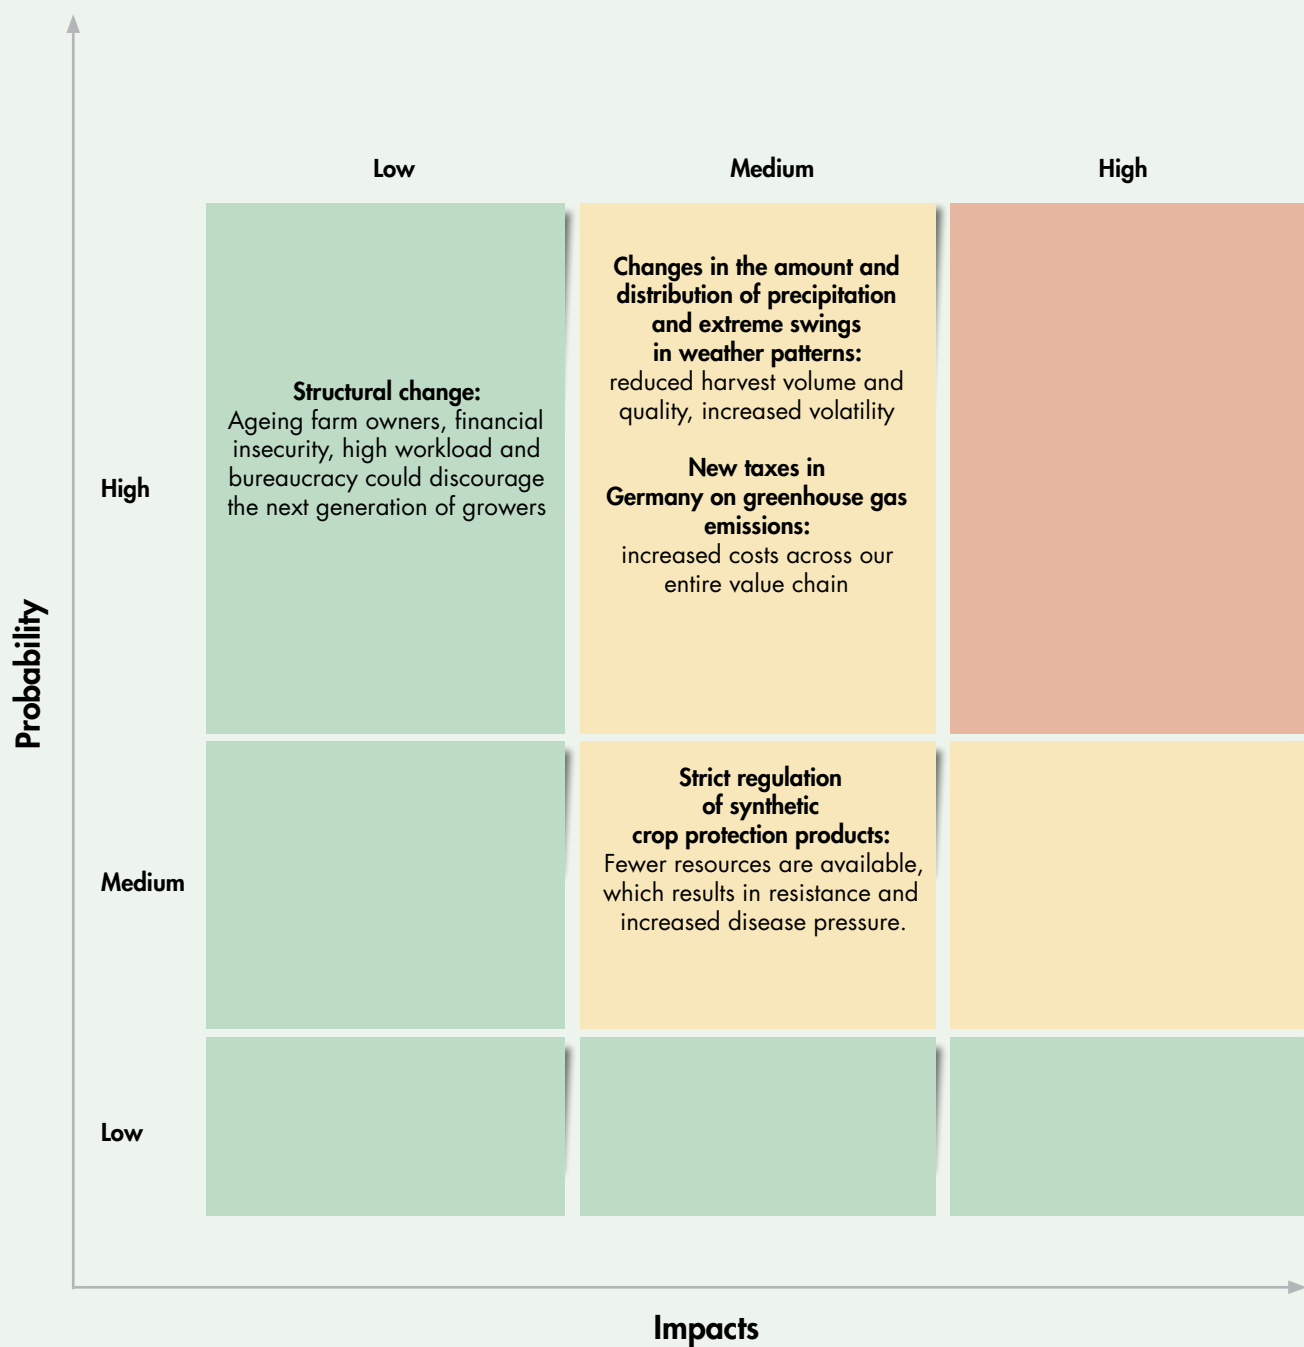 Low
Medium
High
Probability
High
Structural change:
Ageing farm owners, financial
insecurity, high workload and
bureaucracy could discourage
the next generation of growers
Changes in the amount and
distribution of precipitation
and extreme swings
in weather patterns:
reduced harvest volume and
quality, increased volatility
New taxes in
Germany on greenhouse gas
emissions:
increased costs across our
entire value chain
Medium
Strict regulation
of synthetic
crop protection products:
Fewer resources are available,
which results in resistance and
increased disease pressure.
Low
Impacts